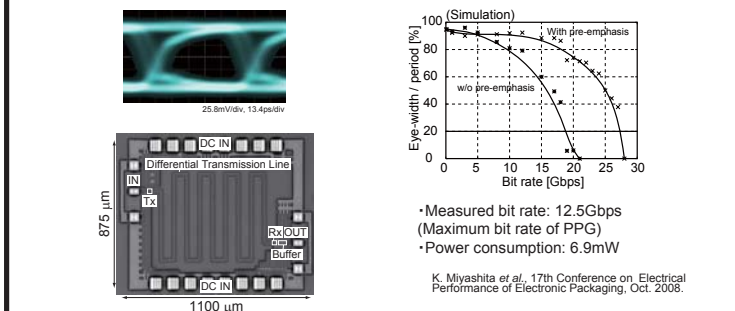 25.8mV/div, 13.4ps/div
DC IN
Differential Transmission Line
IN
Tx
Rx
OUT
Buffer
DC IN
875 µm
1100 µm
(Simulation)
With pre-emphasis
w/o pre-emphasis
Eye-width / period [%]
100
80
60
40
20
0
0 5 10 15 20 25 30
Bit rate [Gbps]
・Measured bit rate: 12.5Gbps
(Maximum bit rate of PPG)
・Power consumption: 6.9mW
K. Miyashita et al., 17th Conference on Electrical
Performance of Electronic Packaging, Oct. 2008.